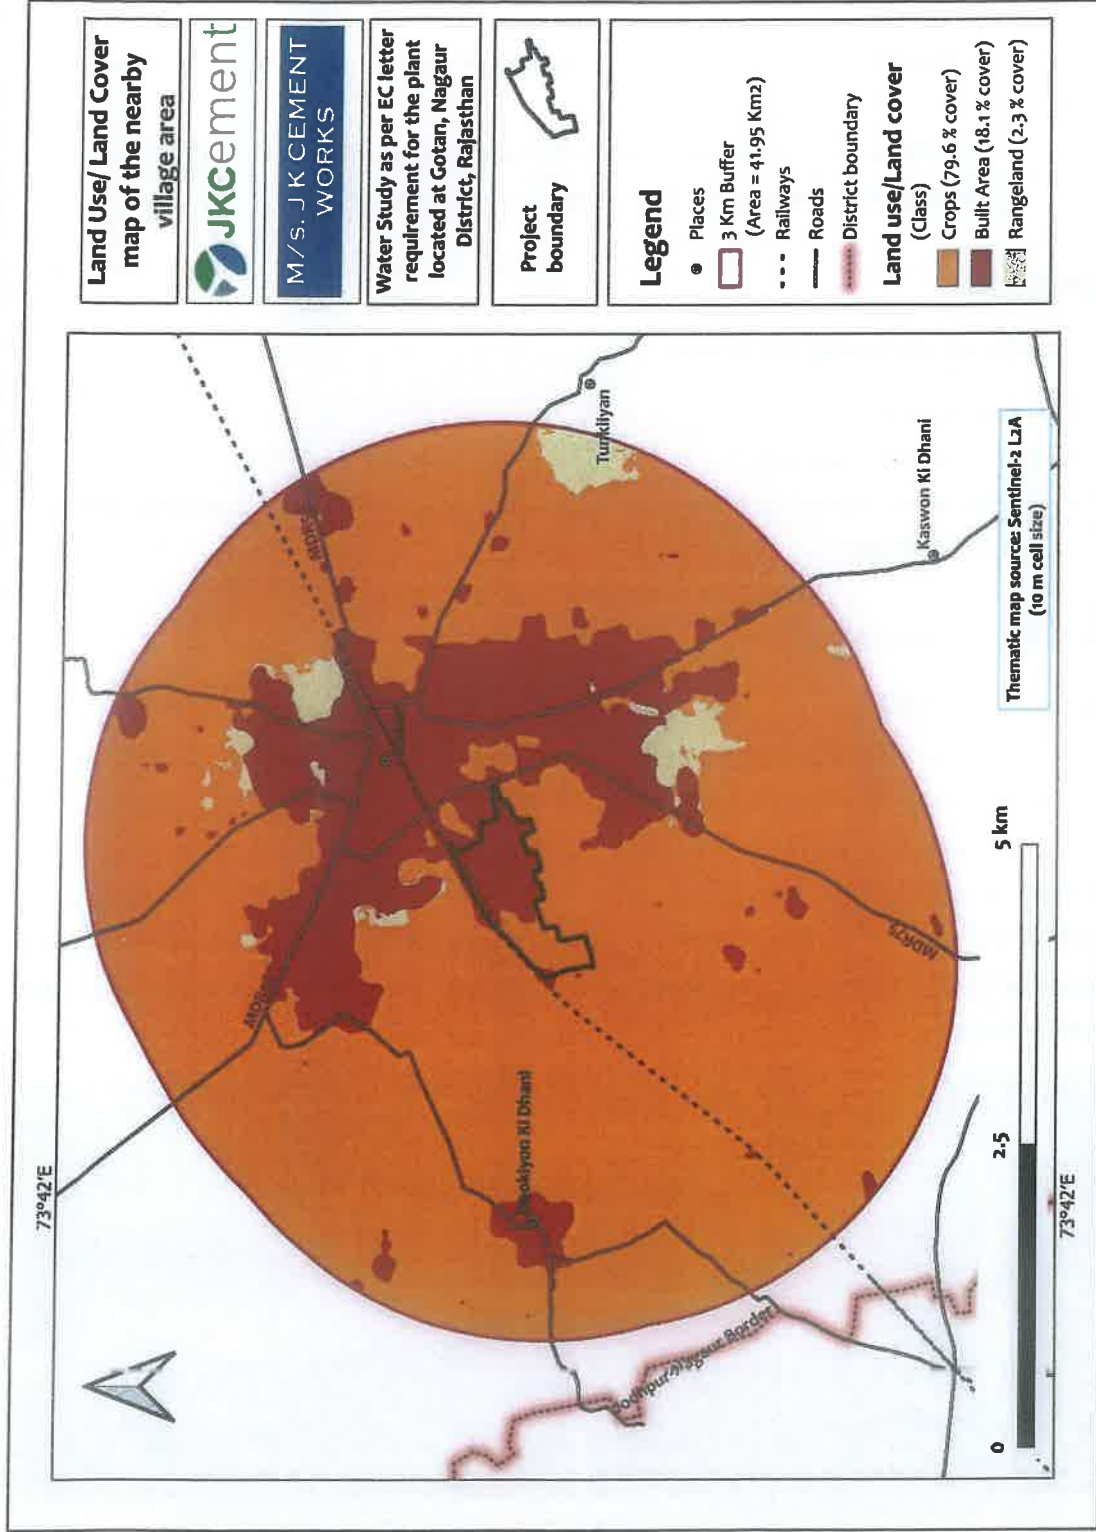 Land Use/ Land Cover
map of the nearby
village area
JKcement
M/s. J K CEMENT
WORKS
Water Study as per EC letter
requirement for the plant
located at Gotan, Nagaur
District, Rajasthan
Project
boundary
Legend
Places
3 Km Buffer
(Area = 41.95 Km2)
Railways
Roads
District boundary
Land use/Land cover
(Class)
Crops (79.6 % cover)
Built Area (18.1 % cover)
Rangeland (2.3 % cover)
73°42'E
Tunkliyan
Kaswon Ki Dhani
Ki Dhani
MDR75
Jodhpur-Nagaur Border
Thematic map source: Sentinel-2 L2A
(10 m cell size)
0
2.5
5 km
73°42'E